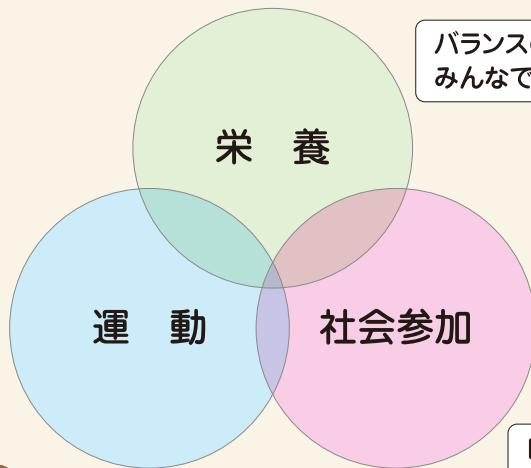 バランス
みんなで
栄 養
運 動
社会参加